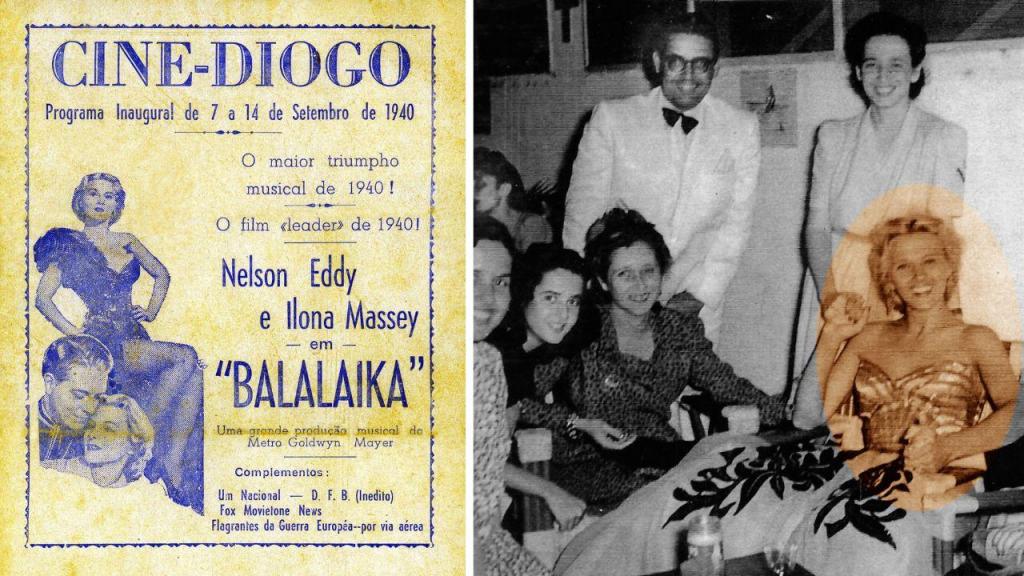 CINE-DIOGO
Programa Inaugural de 7 a 14 de Setembro de 1940
O maior triumpho
musical de 1940!
O film «leader» de 1940!
Nelson Eddy
e Ilona Massey
— em —
"BALALAIKA"
Uma grande produção musical da
Metro Goldwyn Mayer
Complementos:
Um Nacional — D. F. B. (Inedito)
Fox Movietone News
Flagrantes da Guerra Européa--por via aérea